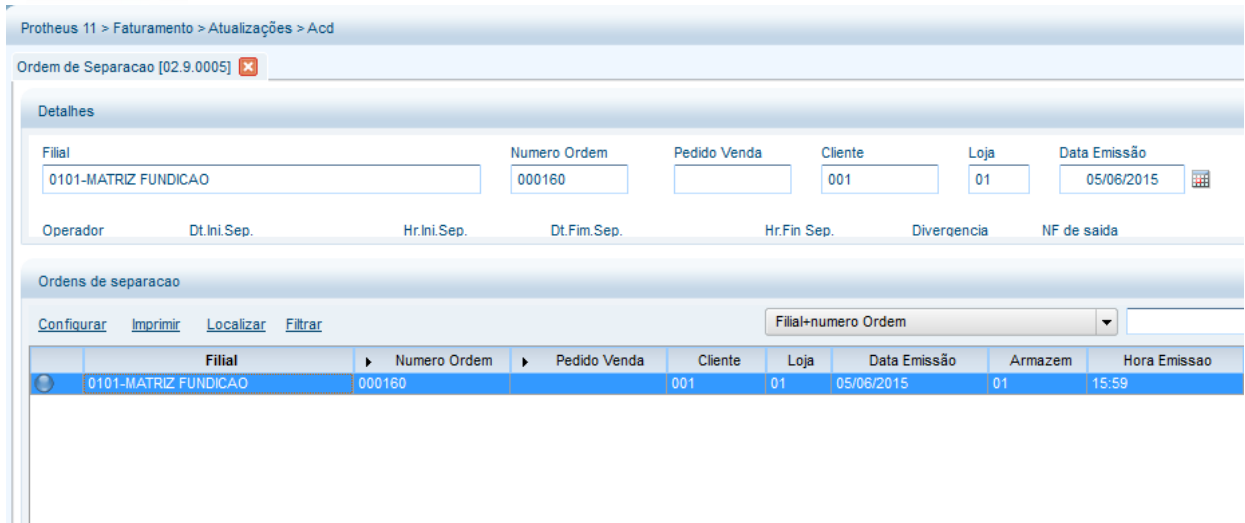 Protheus 11 > Faturamento > Atualizações > Acd
Ordem de Separacao [02.9.0005]
Detalhes
Filial Numero Ordem Pedido Venda Cliente Loja Data Emissão
0101-MATRIZ FUNDICAO 000160 001 01 05/06/2015
Operador Dt.Ini.Sep. Hr.Ini.Sep. Dt.Fim.Sep. Hr.Fin Sep. Divergencia NF de saida
Ordens de separacao
Configurar Imprimir Localizar Filtrar Filial+numero Ordem
Filial Numero Ordem Pedido Venda Cliente Loja Data Emissão Armazem Hora Emissao
0101-MATRIZ FUNDICAO 000160 001 01 05/06/2015 01 15:59